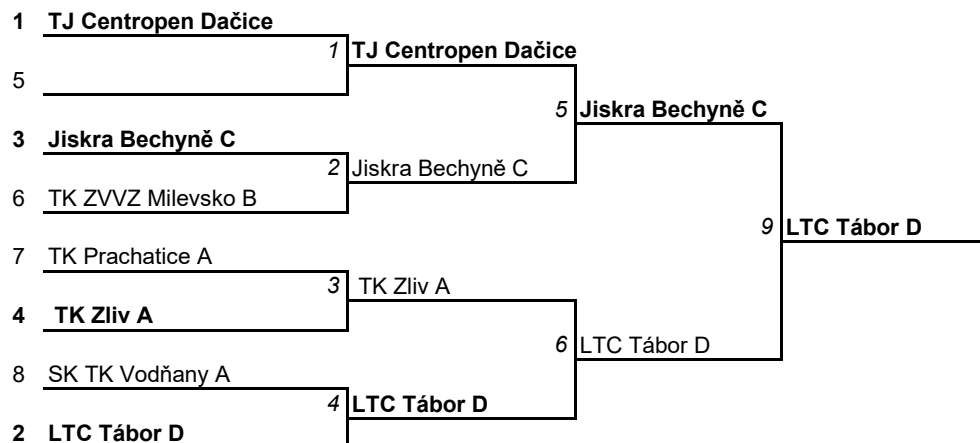 1 TJ Centropen Dačice
1 TJ Centropen Dačice
5
5 Jiskra Bechyně C
3 Jiskra Bechyně C
2 Jiskra Bechyně C
6 TK ZVVZ Milevsko B
9 LTC Tábor D
7 TK Prachatice A
3 TK Zliv A
4 TK Zliv A
6 LTC Tábor D
8 SK TK Vodňany A
4 LTC Tábor D
2 LTC Tábor D